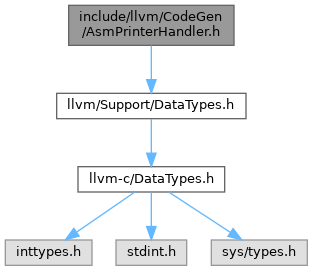 include/llvm/CodeGen
/AsmPrinterHandler.h
llvm/Support/DataTypes.h
llvm-c/DataTypes.h
inttypes.h
stdint.h
sys/types.h